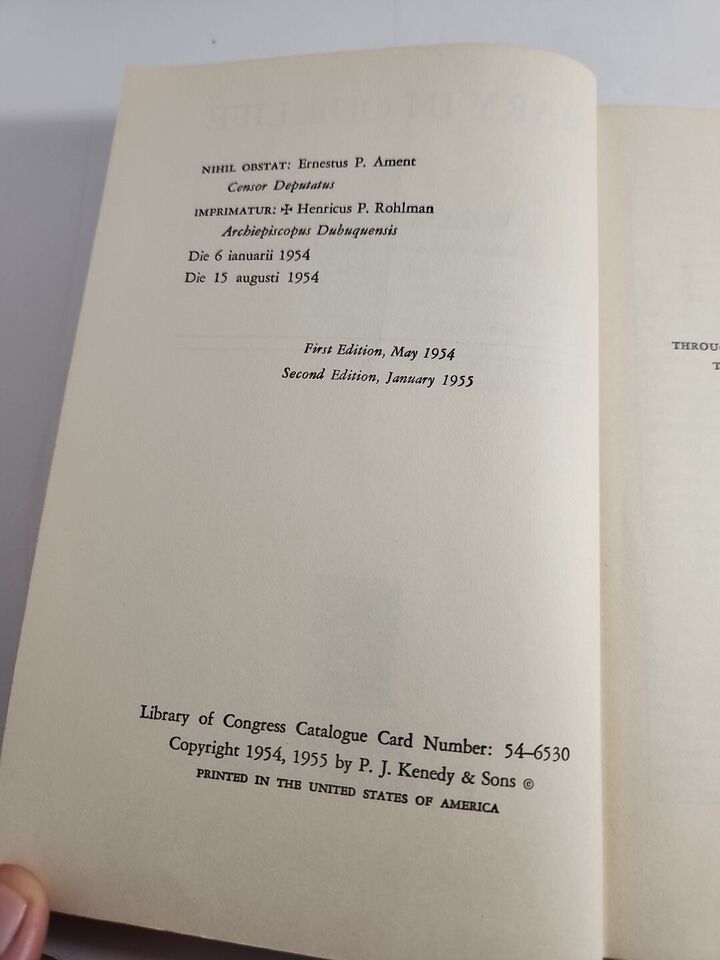 NIHIL OBSTAT: Ernestus P. Ament
Censor Deputatus
IMPRIMATUR: ✠ Henricus P. Rohlman
Archiepiscopus Dubuquensis
Die 6 ianuarii 1954
Die 15 augusti 1954
First Edition, May 1954
Second Edition, January 1955
Library of Congress Catalogue Card Number: 54–6530
Copyright 1954, 1955 by P. J. Kenedy & Sons ©
PRINTED IN THE UNITED STATES OF AMERICA
THROU
T